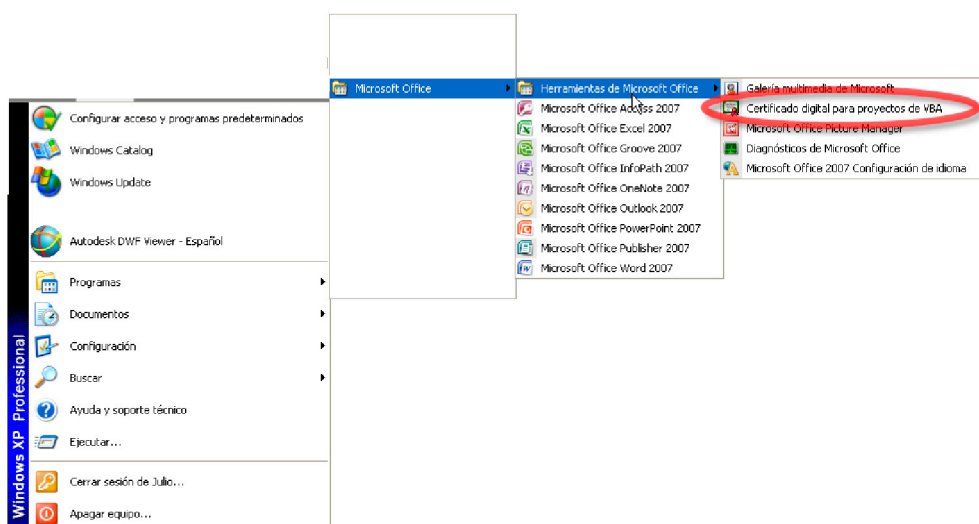 Configurar acceso y programas predeterminados
Windows Catalog
Windows Update
Autodesk DWF Viewer - Español
Programas
Documentos
Configuración
Buscar
Ayuda y soporte técnico
Ejecutar...
Cerrar sesión de Julio...
Apagar equipo...
Windows XP Professional
Microsoft Office
Herramientas de Microsoft Office
Microsoft Office Access 2007
Microsoft Office Excel 2007
Microsoft Office Groove 2007
Microsoft Office InfoPath 2007
Microsoft Office OneNote 2007
Microsoft Office Outlook 2007
Microsoft Office PowerPoint 2007
Microsoft Office Publisher 2007
Microsoft Office Word 2007
Galería multimedia de Microsoft
Certificado digital para proyectos de VBA
Microsoft Office Picture Manager
Diagnósticos de Microsoft Office
Microsoft Office 2007 Configuración de idioma